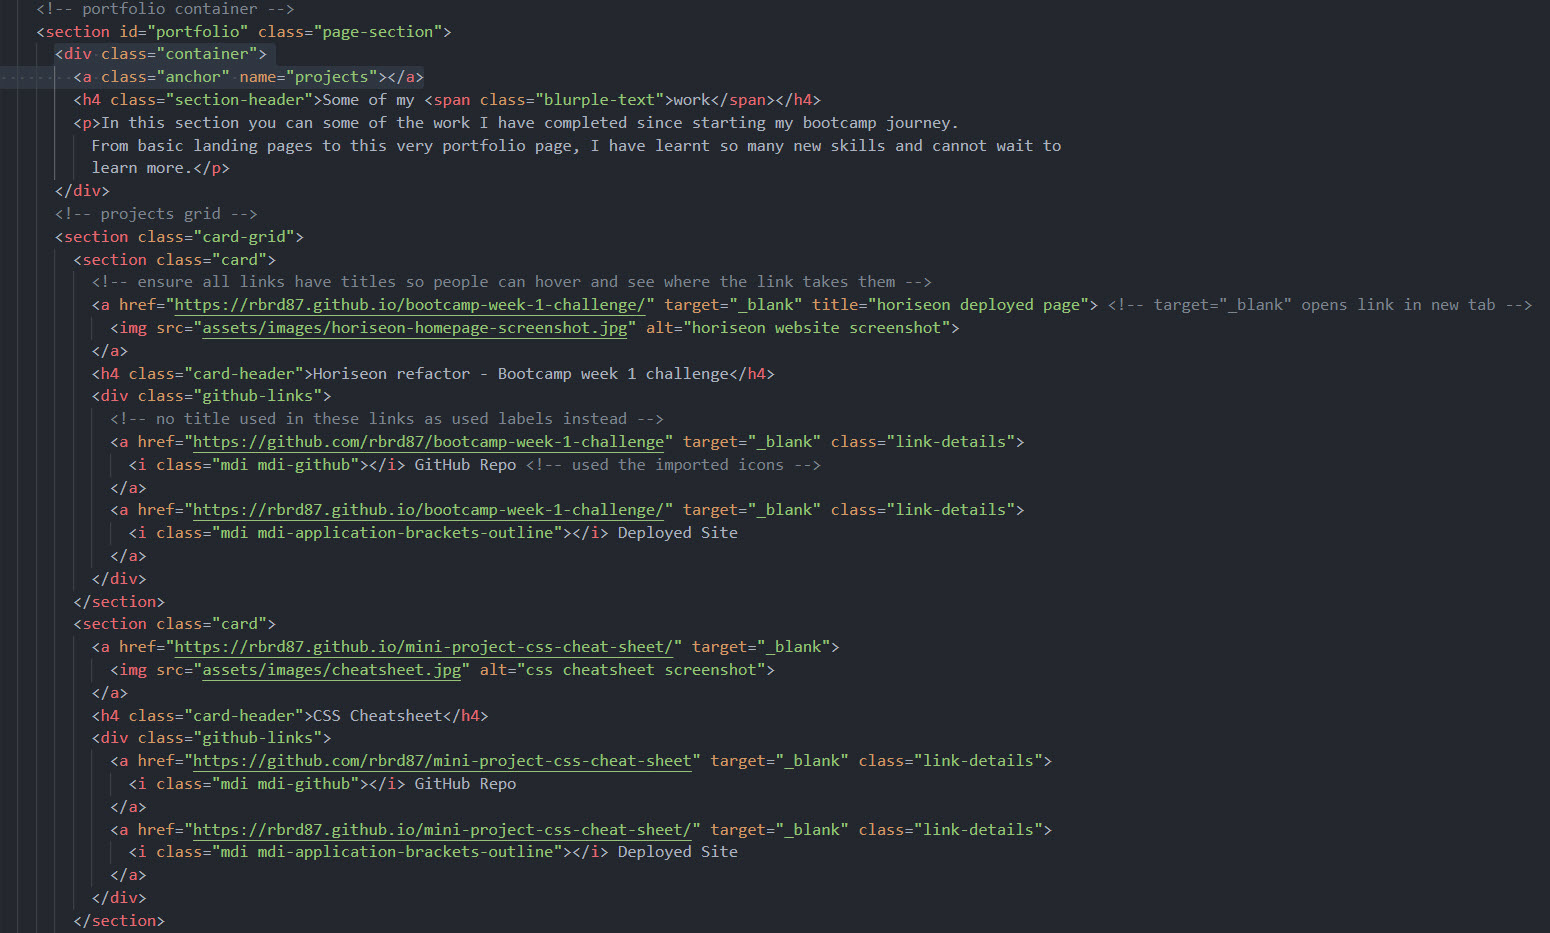 <!-- portfolio container -->
<section id="portfolio" class="page-section">
<div class="container">
<a class="anchor" name="projects"></a>
<h4 class="section-header">Some of my <span class="blurple-text">work</span></h4>
<p>In this section you can some of the work I have completed since starting my bootcamp journey.
From basic landing pages to this very portfolio page, I have learnt so many new skills and cannot wait to
learn more.</p>
</div>
<!-- projects grid -->
<section class="card-grid">
<section class="card">
<!-- ensure all links have titles so people can hover and see where the link takes them -->
<a href="https://rbrd87.github.io/bootcamp-week-1-challenge/" target="_blank" title="horiseon deployed page"> <!-- target="_blank" opens link in new tab -->
<img src="assets/images/horiseon-homepage-screenshot.jpg" alt="horiseon website screenshot">
</a>
<h4 class="card-header">Horiseon refactor - Bootcamp week 1 challenge</h4>
<div class="github-links">
<!-- no title used in these links as used labels instead -->
<a href="https://github.com/rbrd87/bootcamp-week-1-challenge" target="_blank" class="link-details">
<i class="mdi mdi-github"></i> GitHub Repo <!-- used the imported icons -->
</a>
<a href="https://rbrd87.github.io/bootcamp-week-1-challenge/" target="_blank" class="link-details">
<i class="mdi mdi-application-brackets-outline"></i> Deployed Site
</a>
</div>
</section>
<section class="card">
<a href="https://rbrd87.github.io/mini-project-css-cheat-sheet/" target="_blank">
<img src="assets/images/cheatsheet.jpg" alt="css cheatsheet screenshot">
</a>
<h4 class="card-header">CSS Cheatsheet</h4>
<div class="github-links">
<a href="https://github.com/rbrd87/mini-project-css-cheat-sheet" target="_blank" class="link-details">
<i class="mdi mdi-github"></i> GitHub Repo
</a>
<a href="https://rbrd87.github.io/mini-project-css-cheat-sheet/" target="_blank" class="link-details">
<i class="mdi mdi-application-brackets-outline"></i> Deployed Site
</a>
</div>
</section>